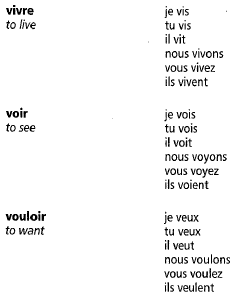 vivre je vis
to live tu vis
il vit
nous vivons
vous vivez
ils vivent
voir je vois
to see tu vois
il voit
nous voyons
vous voyez
ils voient
vouloir je veux
to want tu veux
il veut
nous voulons
vous voulez
ils veulent